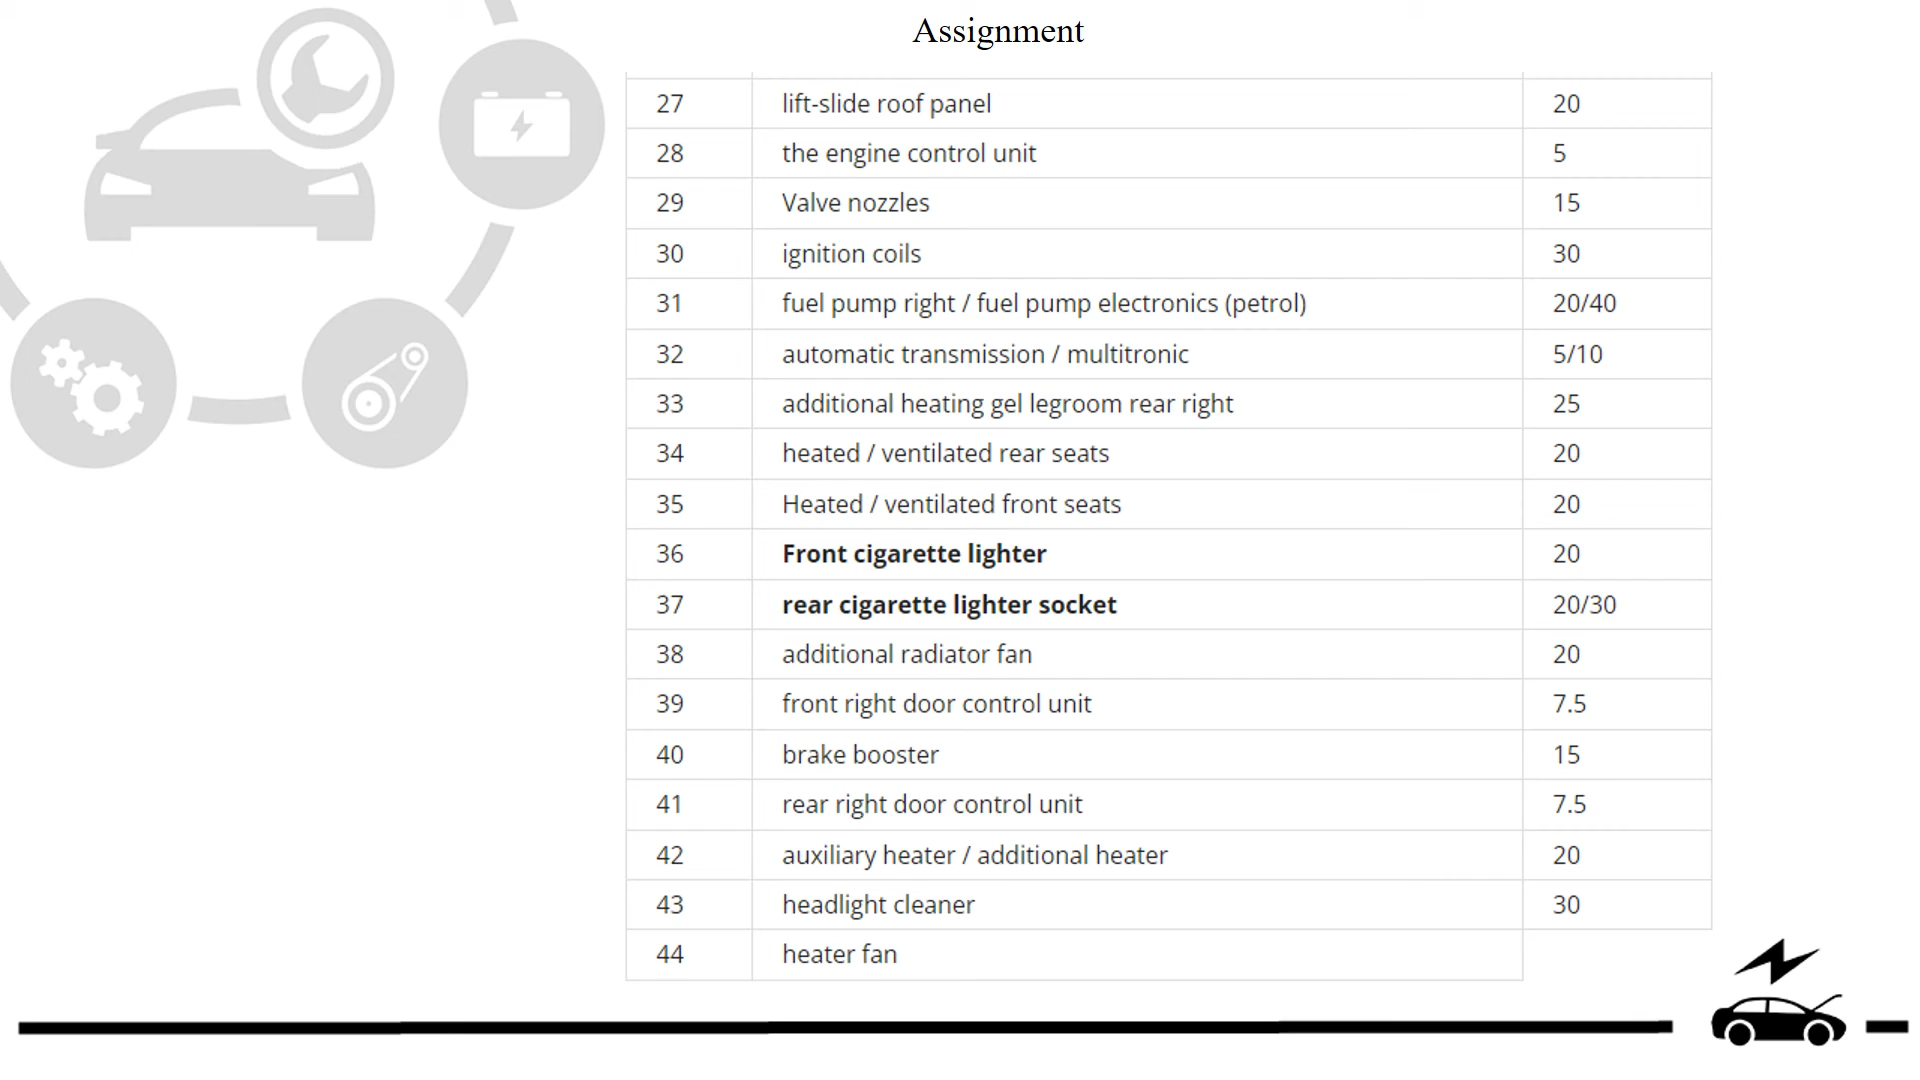 Assignment
27 lift-slide roof panel 20
28 the engine control unit 5
29 Valve nozzles 15
30 ignition coils 30
31 fuel pump right / fuel pump electronics (petrol) 20/40
32 automatic transmission / multitronic 5/10
33 additional heating gel legroom rear right 25
34 heated / ventilated rear seats 20
35 Heated / ventilated front seats 20
36 Front cigarette lighter 20
37 rear cigarette lighter socket 20/30
38 additional radiator fan 20
39 front right door control unit 7.5
40 brake booster 15
41 rear right door control unit 7.5
42 auxiliary heater / additional heater 20
43 headlight cleaner 30
44 heater fan